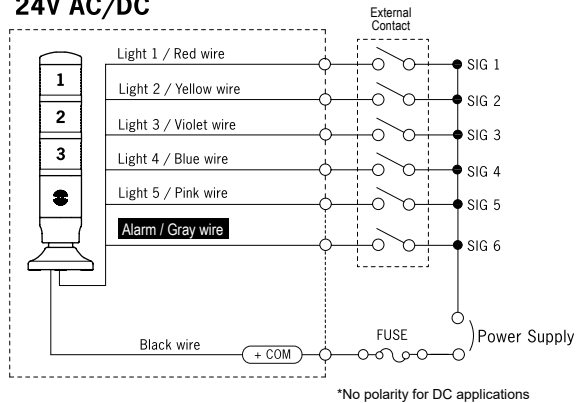 24V AC/DC
External
Contact
Light 1 / Red wire
SIG 1
Light 2 / Yellow wire
SIG 2
Light 3 / Violet wire
SIG 3
Light 4 / Blue wire
SIG 4
Light 5 / Pink wire
SIG 5
Alarm / Gray wire
SIG 6
1
2
3
Black wire
+ COM
FUSE
Power Supply
*No polarity for DC applications